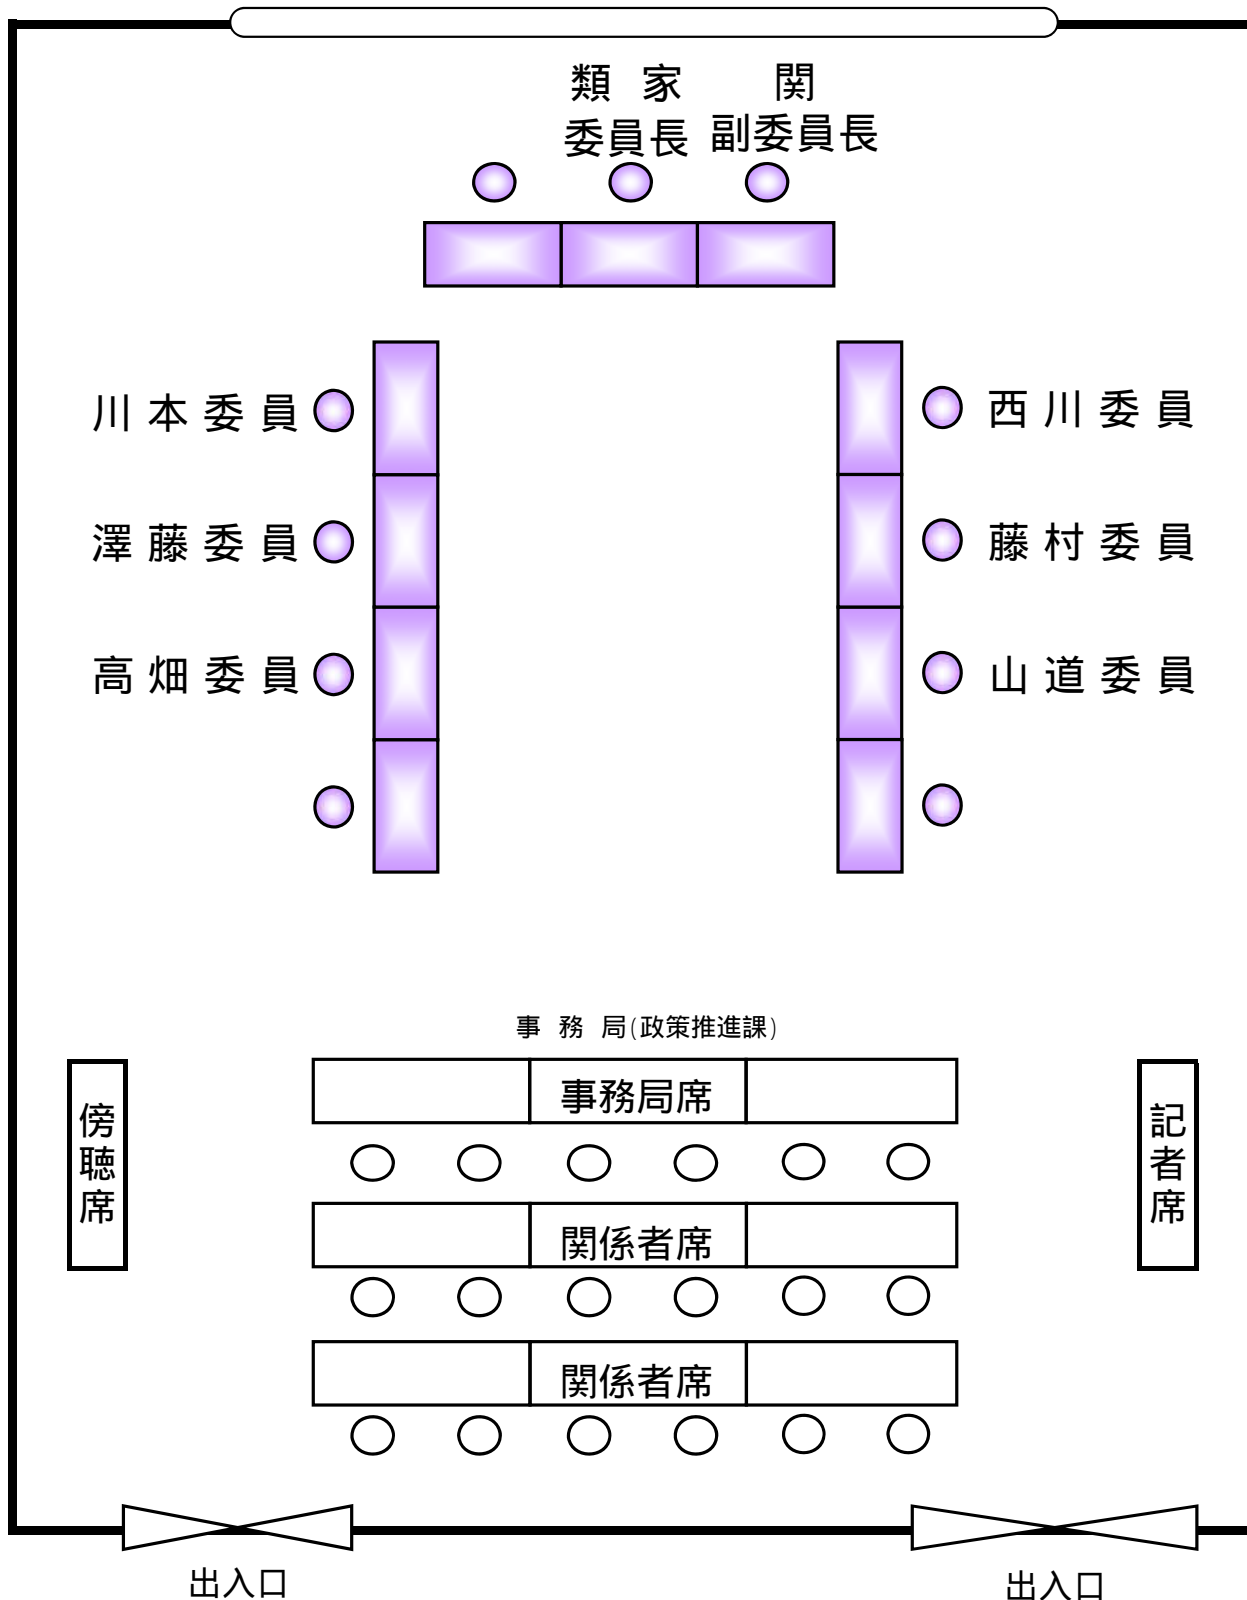 類 家 関
委員長 副委員長
川 本 委 員 西 川 委 員
澤 藤 委 員 藤 村 委 員
高 畑 委 員 山 道 委 員
事 務 局(政策推進課)
事務局席
傍聴席
記者席
関係者席
関係者席
出入口 出入口